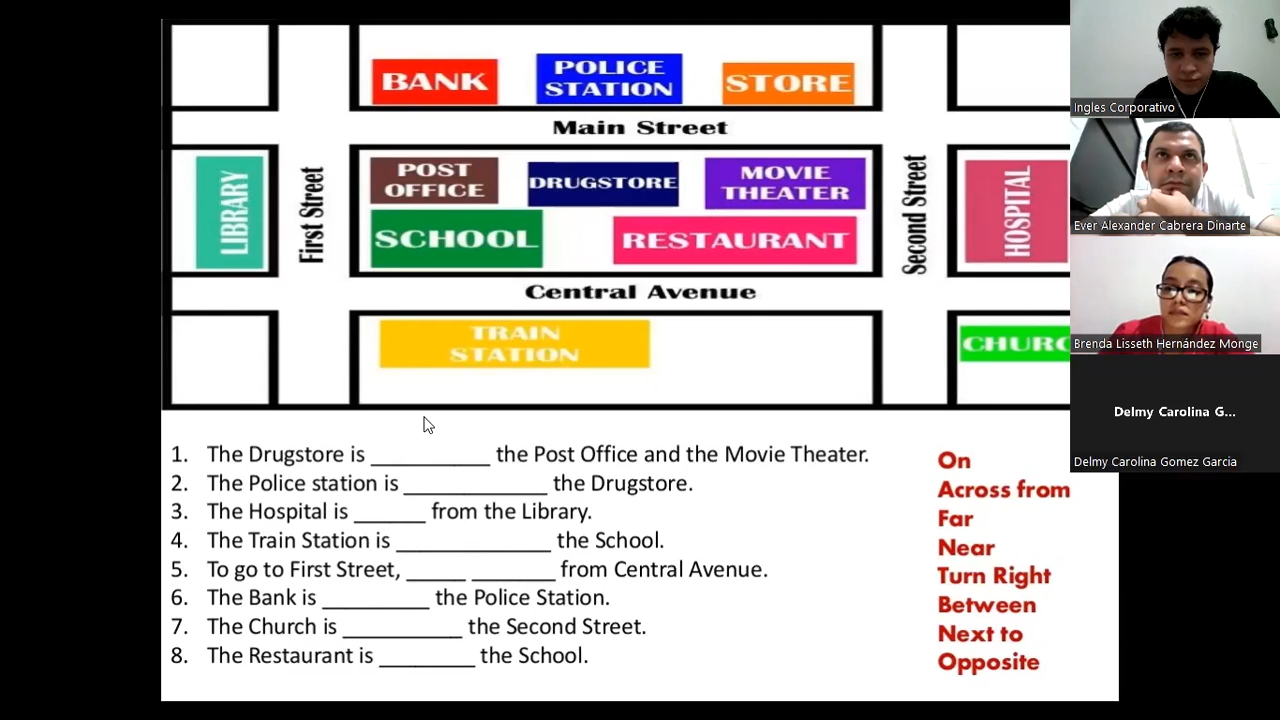 BANK
POLICE
STATION
STORE
Main Street
LIBRARY
First Street
POST
OFFICE
DRUGSTORE
MOVIE
THEATER
SCHOOL
RESTAURANT
Second Street
HOSPITAL
Central Avenue
TRAIN
STATION
CHURC
1. The Drugstore is __________ the Post Office and the Movie Theater.
2. The Police station is ____________ the Drugstore.
3. The Hospital is ______ from the Library.
4. The Train Station is _____________ the School.
5. To go to First Street, _____ _______ from Central Avenue.
6. The Bank is _________ the Police Station.
7. The Church is __________ the Second Street.
8. The Restaurant is ________ the School.
On
Across from
Far
Near
Turn Right
Between
Next to
Opposite
Ingles Corporativo
Ever Alexander Cabrera Dinarte
Brenda Lisseth Hernández Monge
Delmy Carolina G...
Delmy Carolina Gomez Garcia